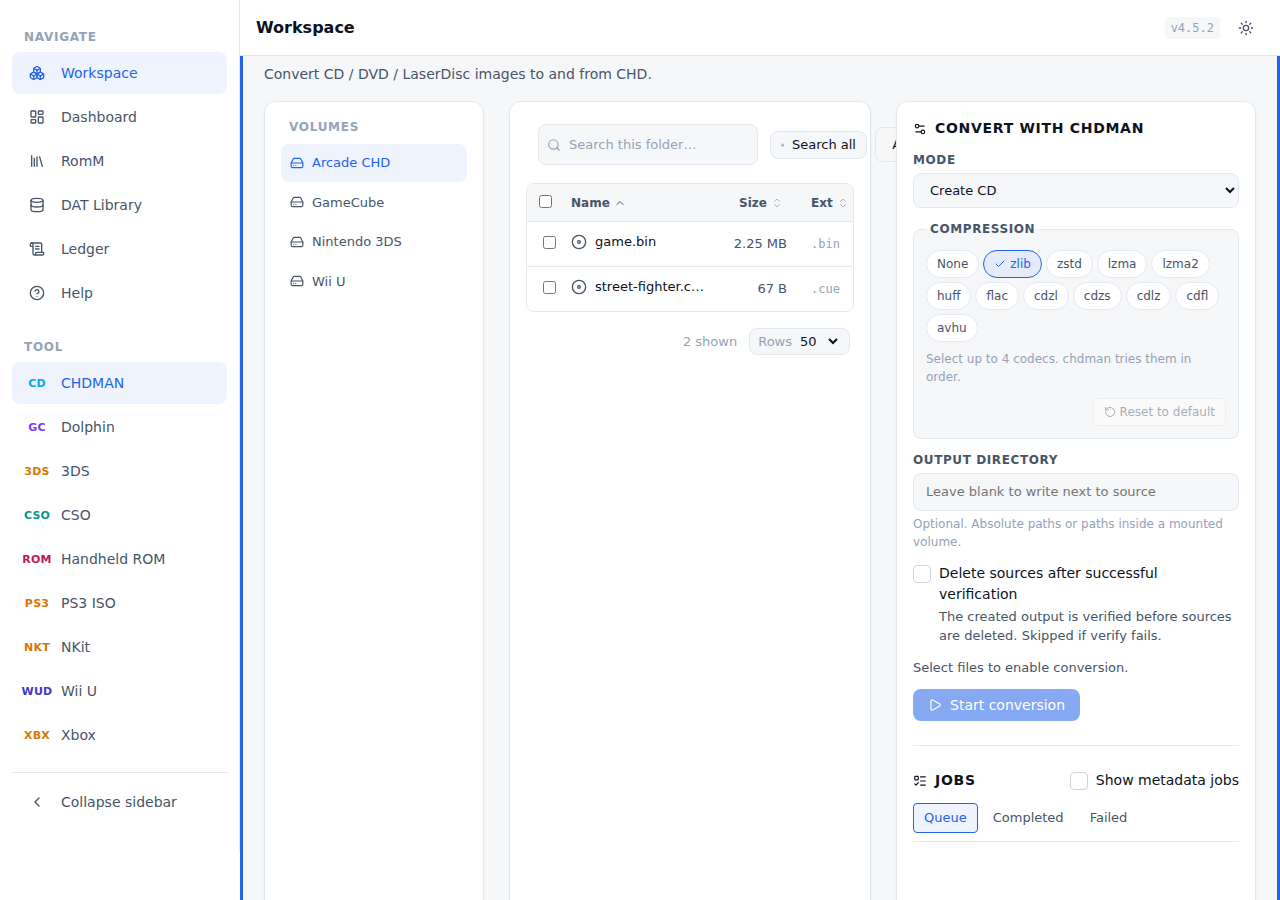 NAVIGATE
Workspace
Dashboard
RomM
DAT Library
Ledger
Help
TOOL
CD CHDMAN
GC Dolphin
3DS 3DS
CSO CSO
ROM Handheld ROM
PS3 PS3 ISO
NKT NKit
WUD Wii U
XBX Xbox
Collapse sidebar
Workspace
v4.5.2
Convert CD / DVD / LaserDisc images to and from CHD.
VOLUMES
Arcade CHD
GameCube
Nintendo 3DS
Wii U
Search this folder…
Search all
Name Size Ext
game.bin 2.25 MB .bin
street-fighter.c… 67 B .cue
2 shown Rows 50
CONVERT WITH CHDMAN
MODE
Create CD
COMPRESSION
None zlib zstd lzma lzma2
huff flac cdzl cdzs cdlz cdfl
avhu
Select up to 4 codecs. chdman tries them in
order.
Reset to default
OUTPUT DIRECTORY
Leave blank to write next to source
Optional. Absolute paths or paths inside a mounted
volume.
Delete sources after successful
verification
The created output is verified before sources
are deleted. Skipped if verify fails.
Select files to enable conversion.
Start conversion
JOBS Show metadata jobs
Queue Completed Failed